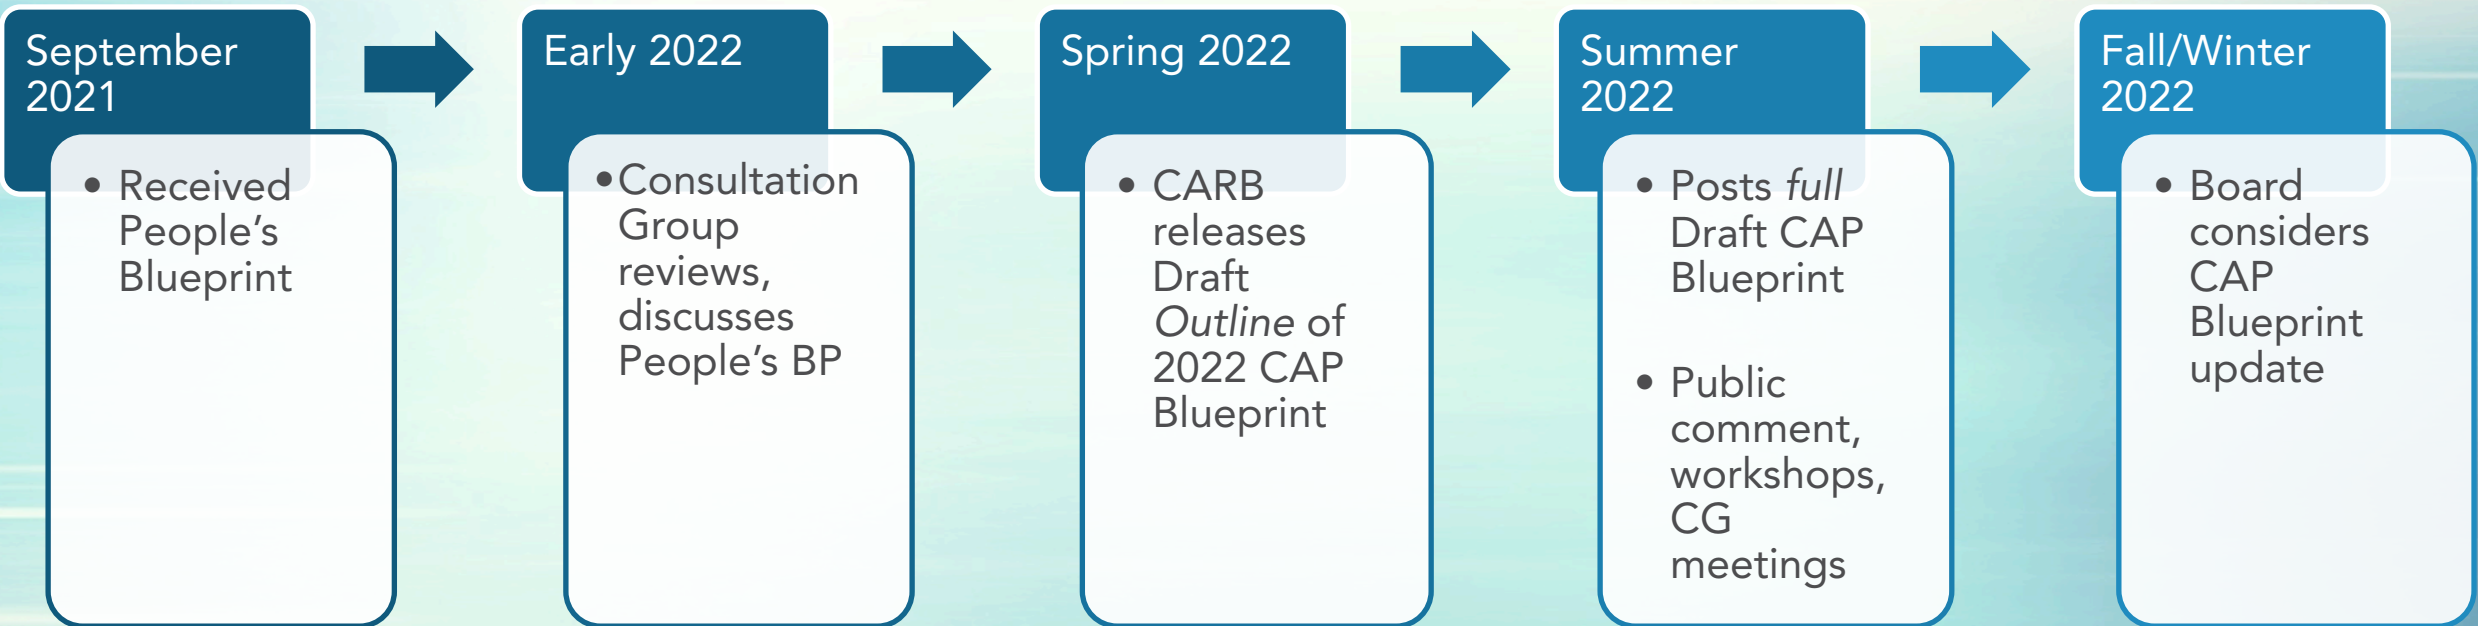 September
2021
• Received
People’s
Blueprint
Early 2022
•Consultation
Group
reviews,
discusses
People’s BP
Spring 2022
• CARB
releases
Draft
Outline of
2022 CAP
Blueprint
Summer
2022
• Posts full
Draft CAP
Blueprint
• Public
comment,
workshops,
CG
meetings
Fall/Winter
2022
• Board
considers
CAP
Blueprint
update